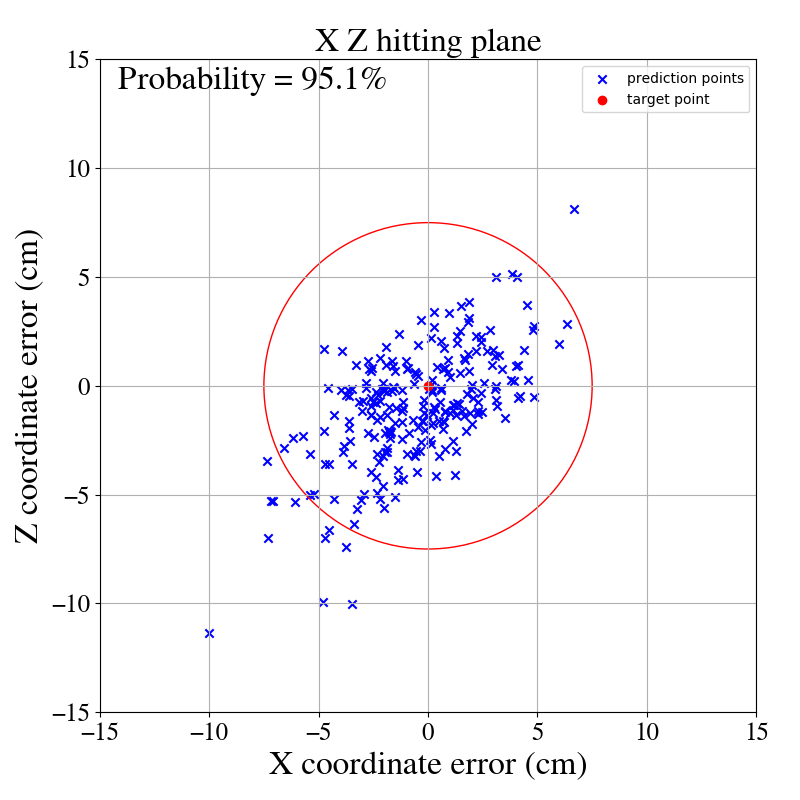 X Z hitting plane
Probability = 95.1%
prediction points
target point
15
10
5
0
−5
−10
−15
Z coordinate error (cm)
−15 −10 −5 0 5 10 15
X coordinate error (cm)